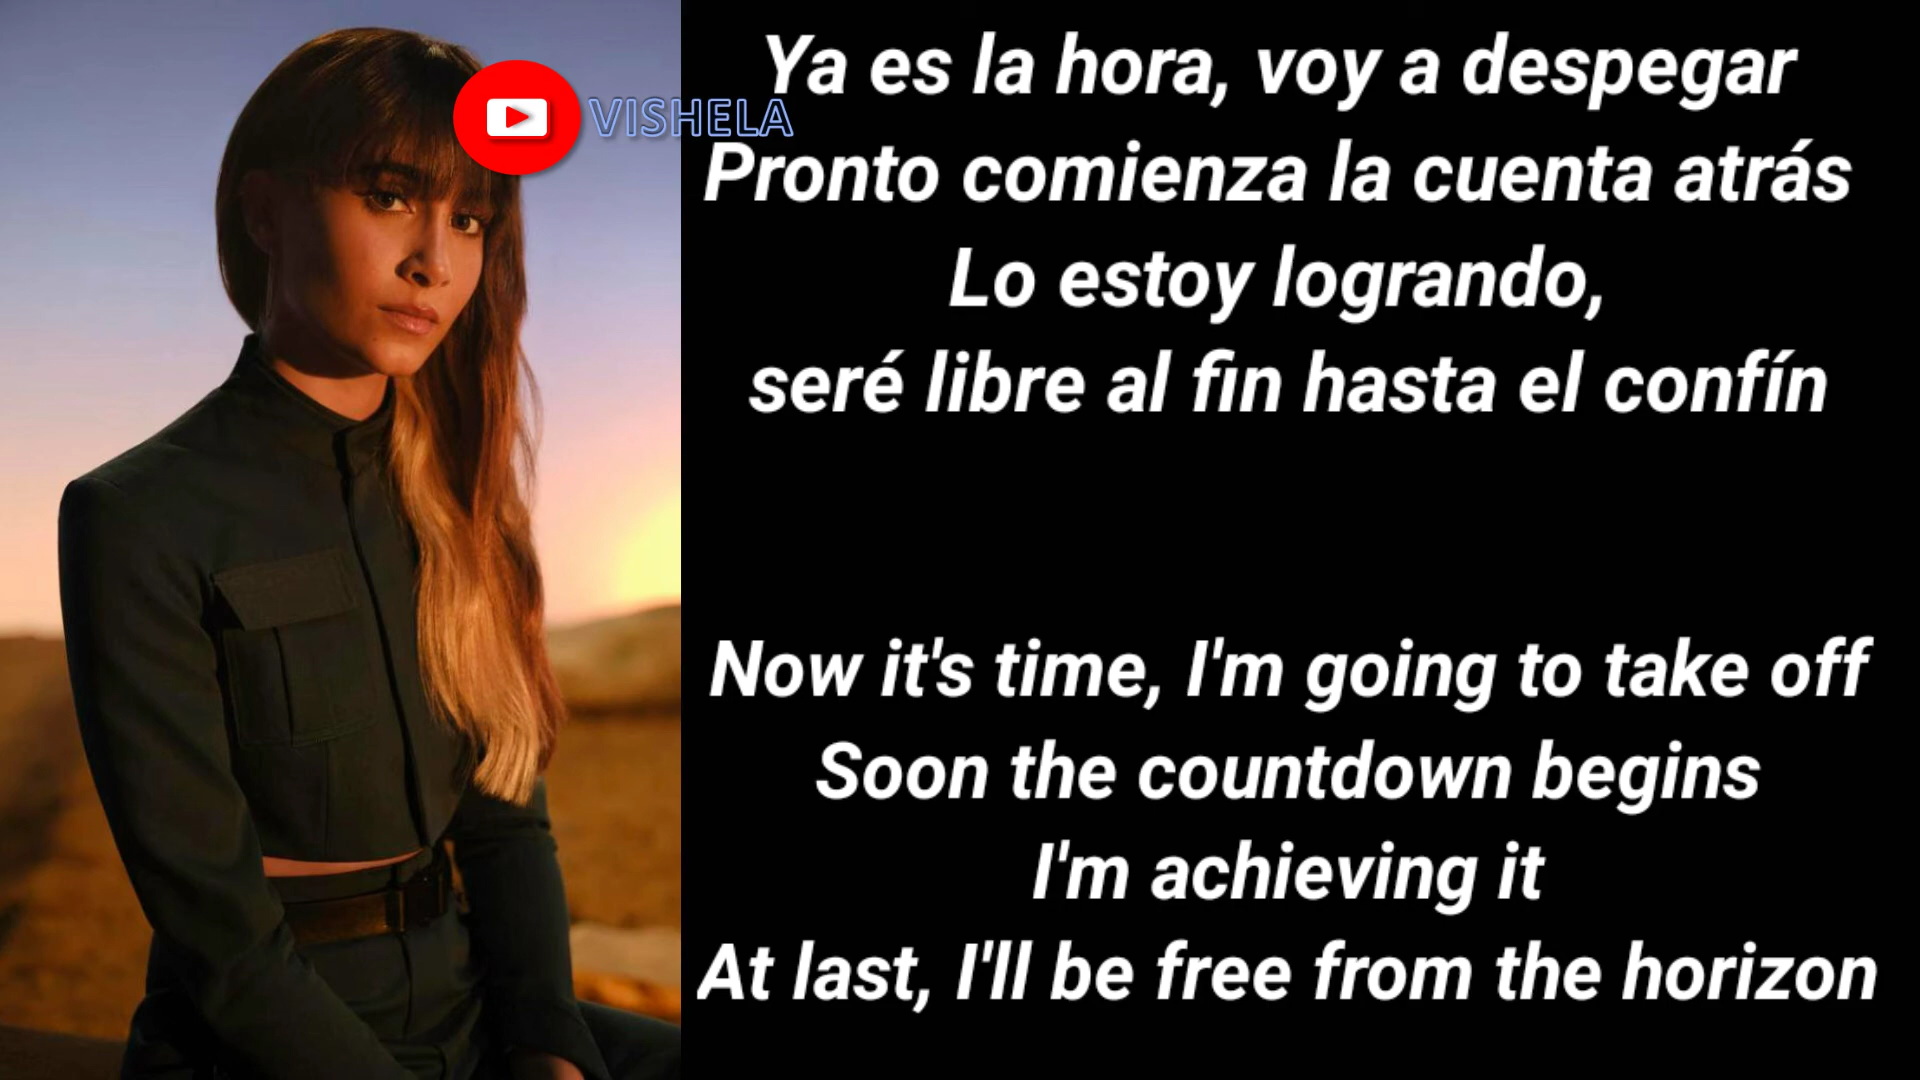 Ya es la hora, voy a despegar
VISHELA
Pronto comienza la cuenta atrás
Lo estoy logrando,
seré libre al fin hasta el confín
Now it's time, I'm going to take off
Soon the countdown begins
I'm achieving it
At last, I'll be free from the horizon